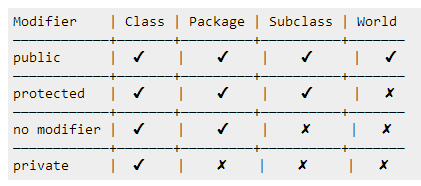 Modifier | Class | Package | Subclass | World
————————————+———————+—————————+——————————+———————
public | ✔ | ✔ | ✔ | ✔
————————————+———————+—————————+——————————+———————
protected | ✔ | ✔ | ✔ | ✘
————————————+———————+—————————+——————————+———————
no modifier | ✔ | ✔ | ✘ | ✘
————————————+———————+—————————+——————————+———————
private | ✔ | ✘ | ✘ | ✘